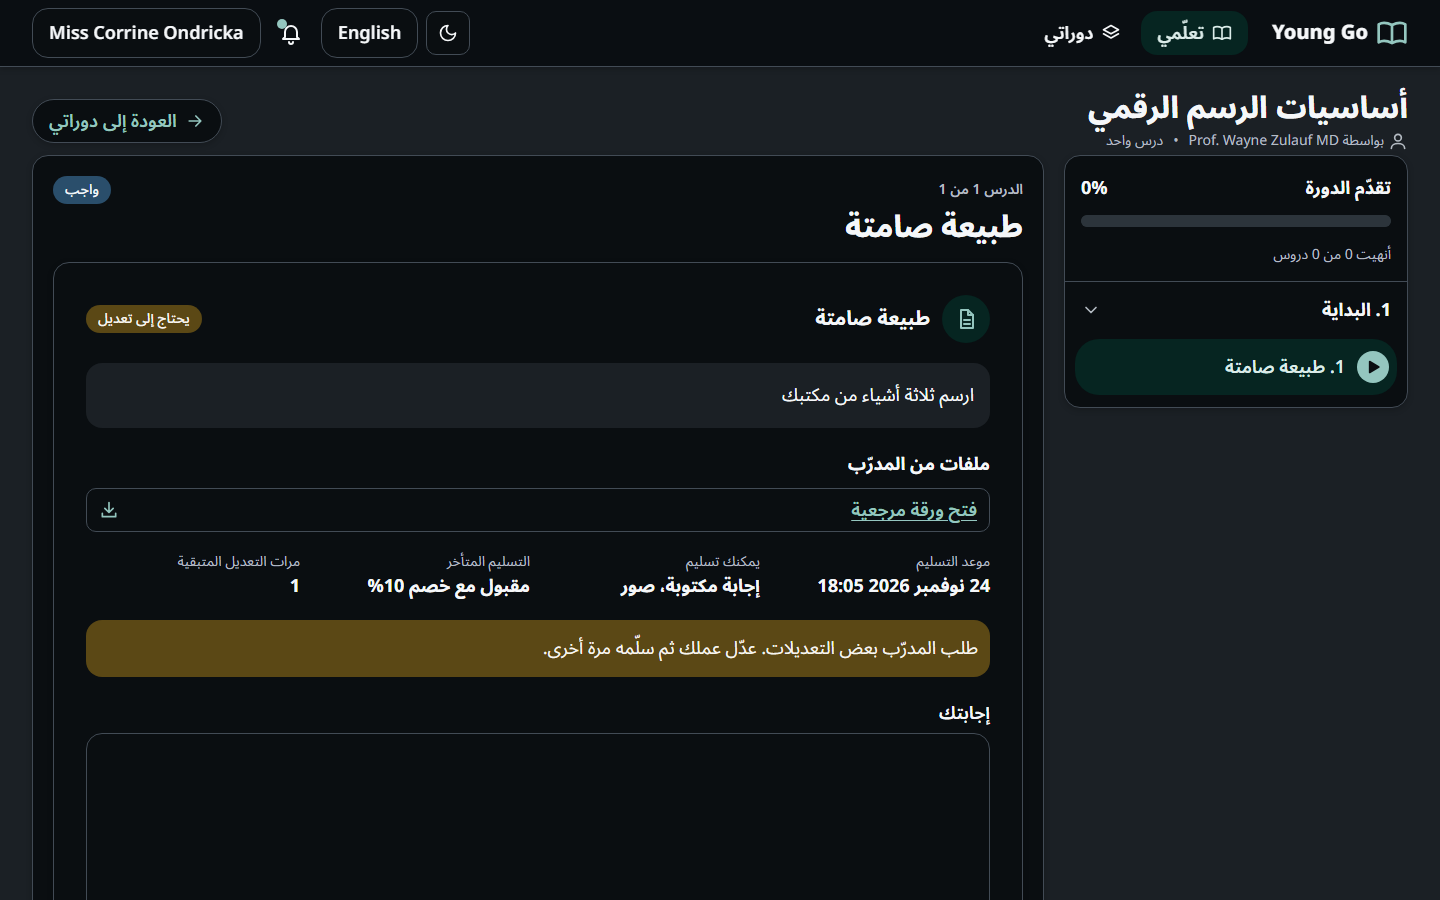 Young Go
تعلّمي
دوراتي
English
Miss Corrine Ondricka
أساسيات الرسم الرقمي
بواسطة Prof. Wayne Zulauf MD • درس واحد
العودة إلى دوراتي
تقدّم الدورة
0%
أنهيت 0 من 0 دروس
1. البداية
1. طبيعة صامتة
الدرس 1 من 1
واجب
طبيعة صامتة
طبيعة صامتة
يحتاج إلى تعديل
ارسم ثلاثة أشياء من مكتبك
ملفات من المدرّب
فتح ورقة مرجعية
موعد التسليم
24 نوفمبر 2026 18:05
يمكنك تسليم
إجابة مكتوبة، صور
التسليم المتأخر
مقبول مع خصم 10%
مرات التعديل المتبقية
1
طلب المدرّب بعض التعديلات. عدّل عملك ثم سلّمه مرة أخرى.
إجابتك